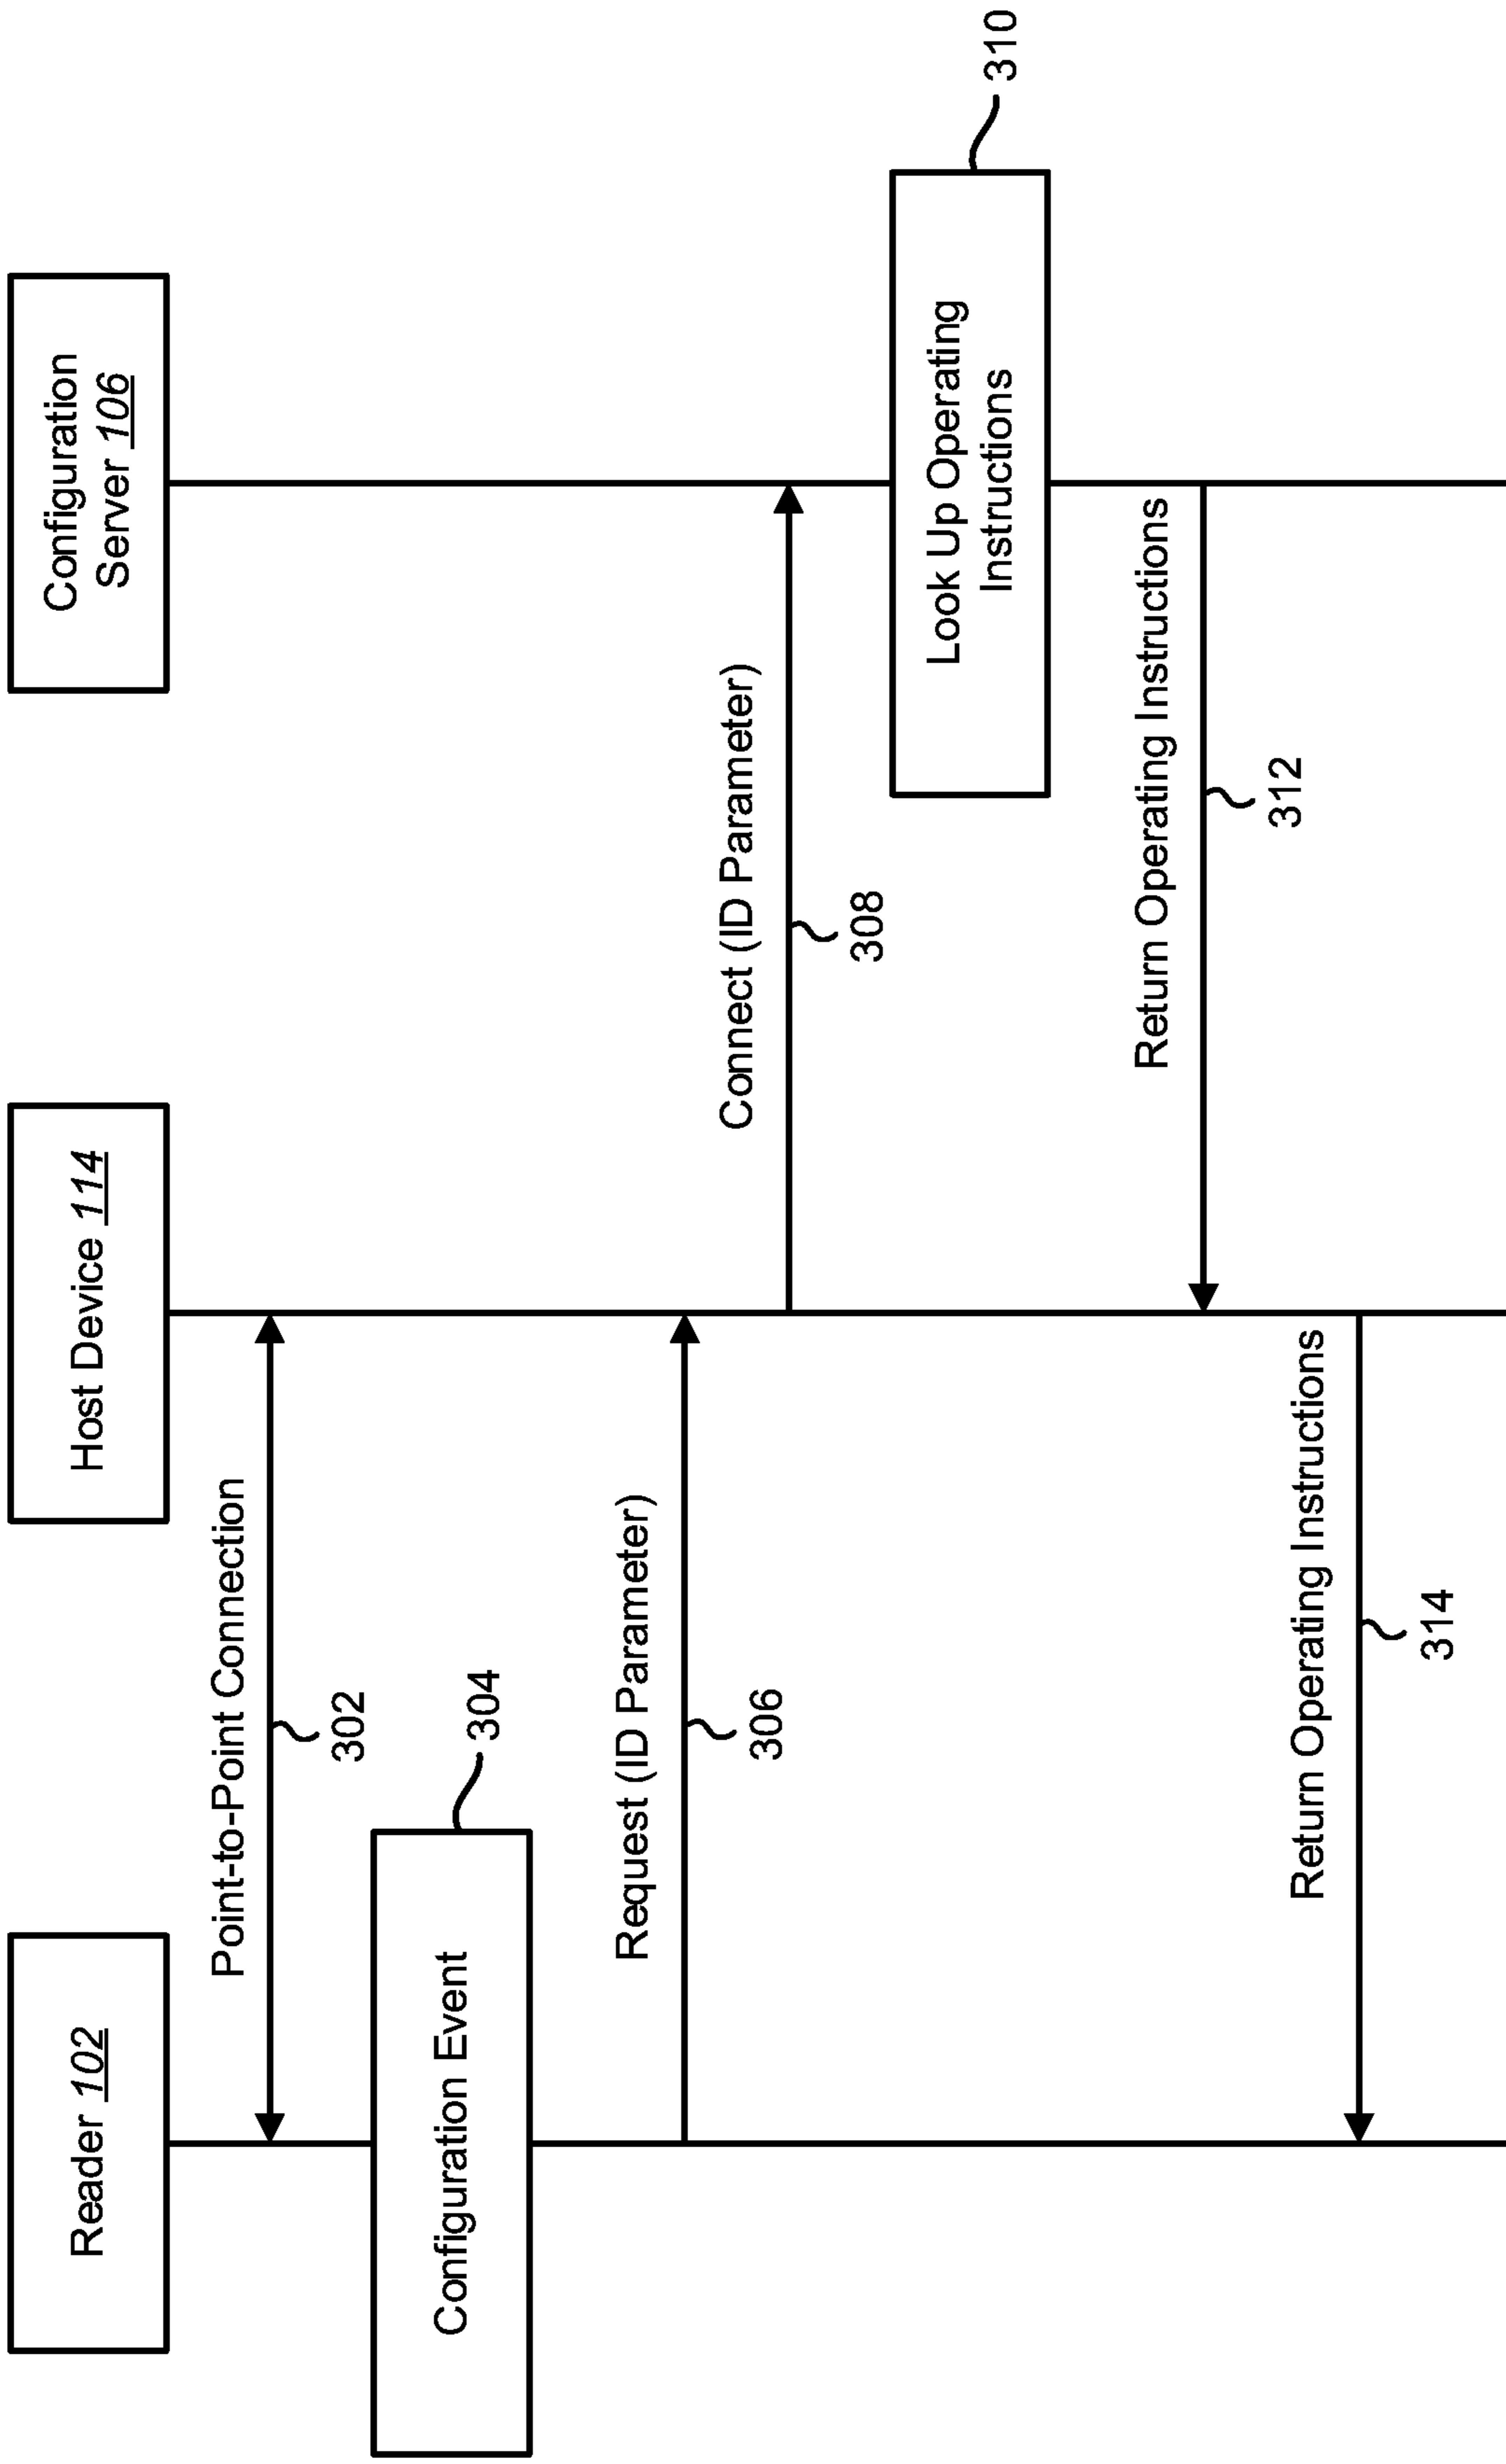 Reader 102
Host Device 114
Configuration
Server 106
Point-to-Point Connection
302
304
Configuration Event
Request (ID Parameter)
306
Connect (ID Parameter)
308
310
Look Up Operating
Instructions
Return Operating Instructions
312
Return Operating Instructions
314